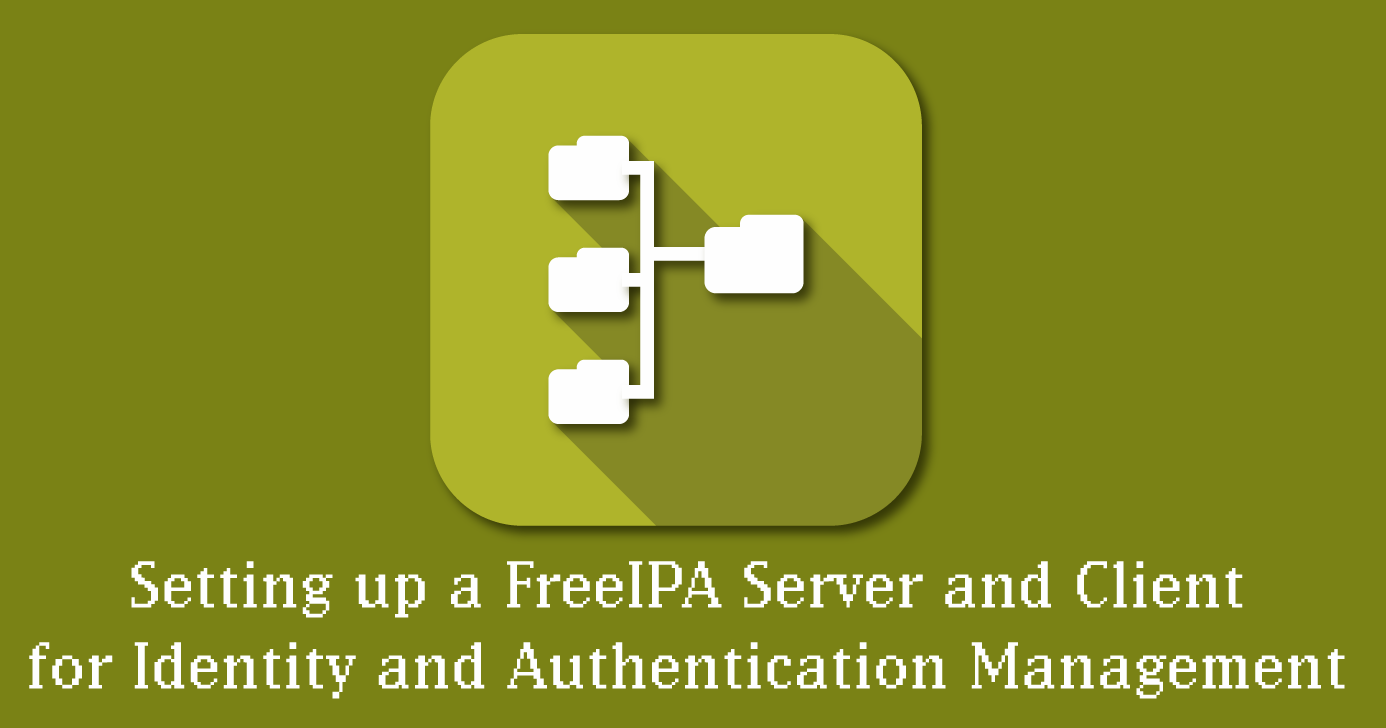 Setting up a FreeIPA Server and Client
for Identity and Authentication Management